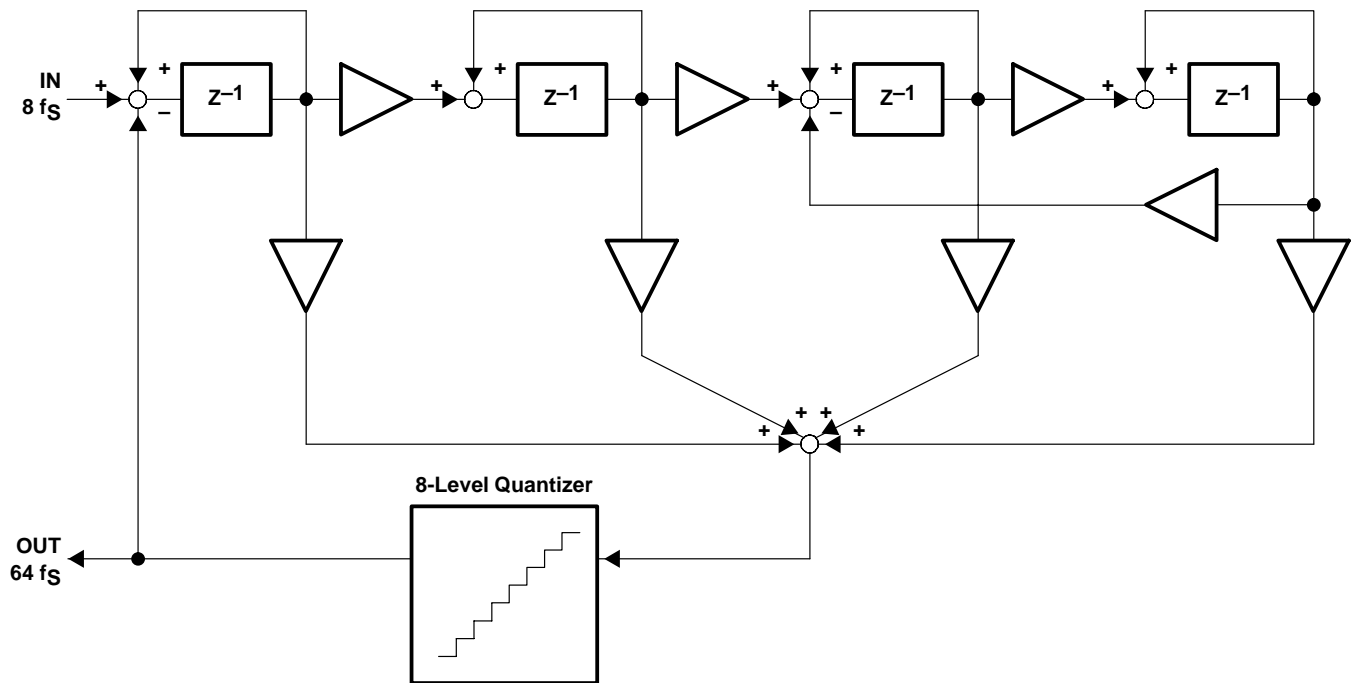 IN
8 fS
+
+
–
Z–1
+
+
Z–1
+
+
–
Z–1
+
+
Z–1
+
+
+
+
8-Level Quantizer
OUT
64 fS